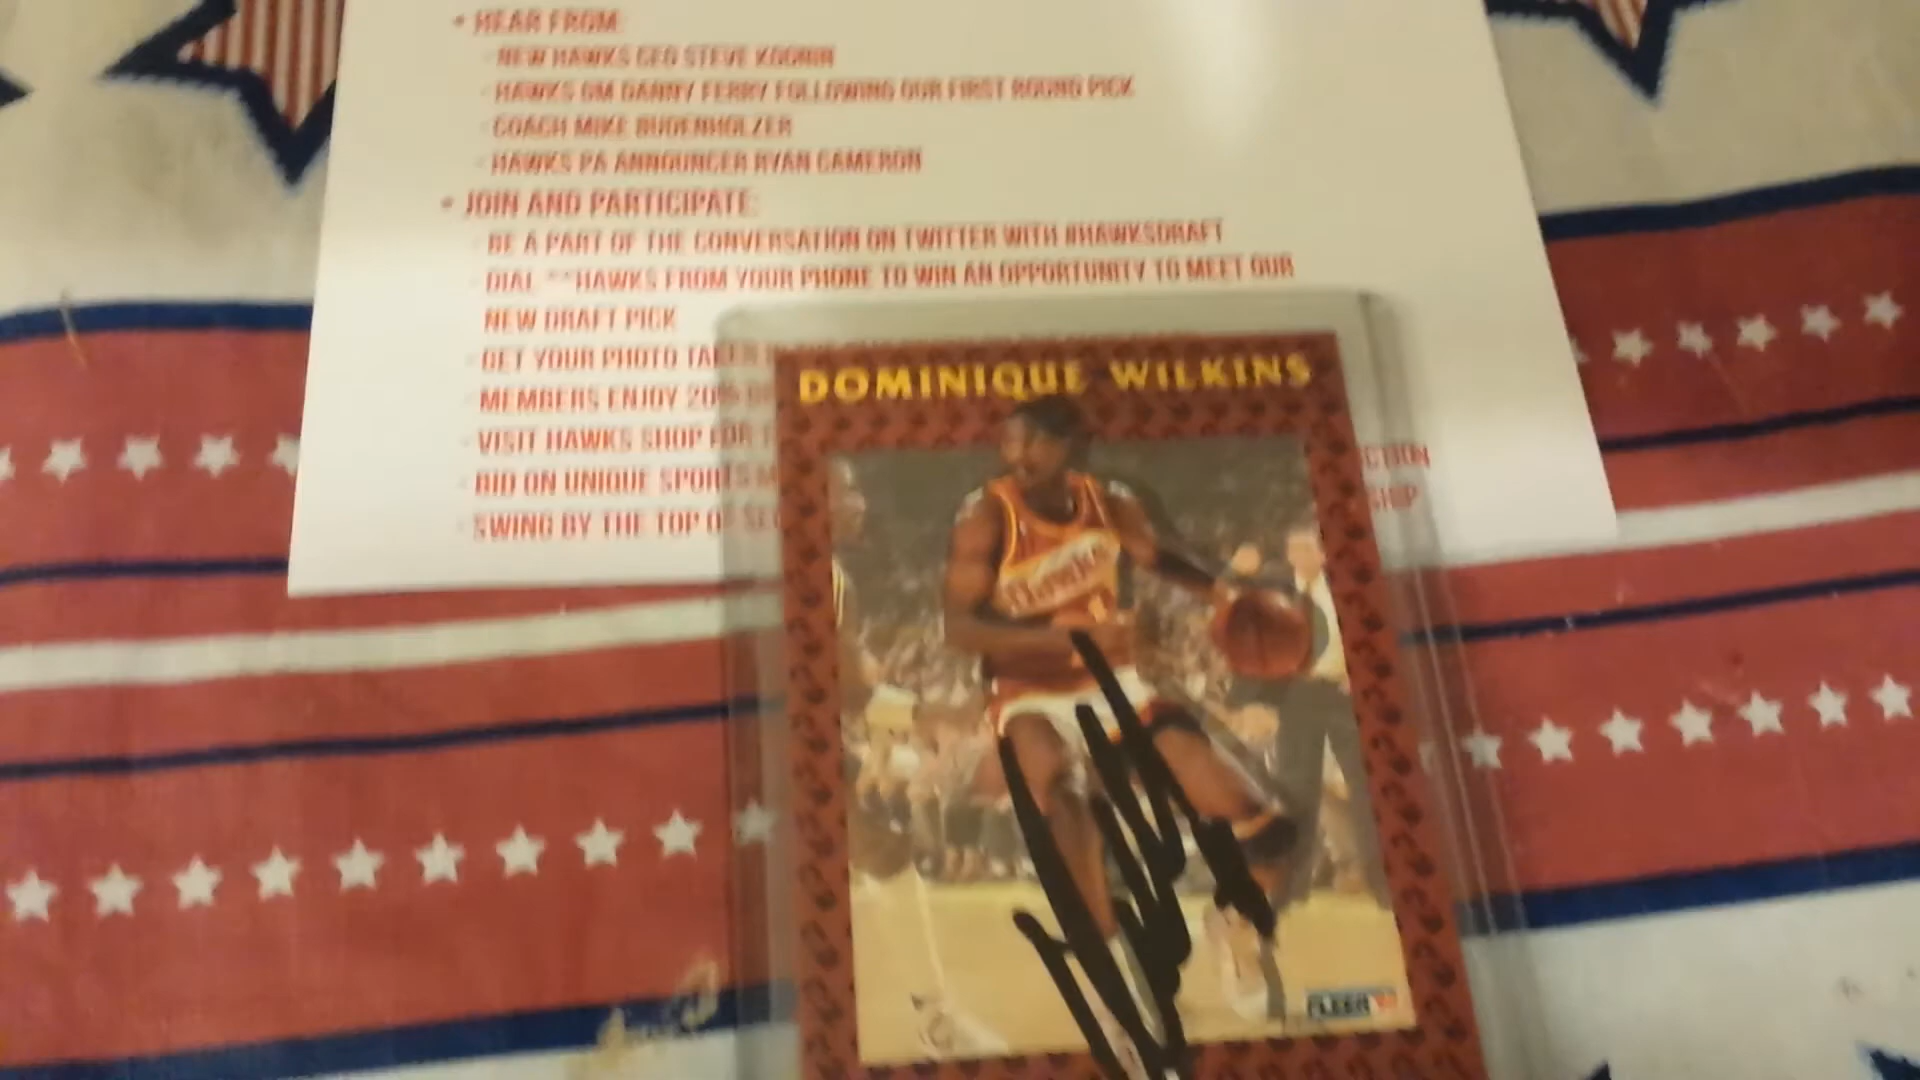 • HEAR FROM:
- NEW HAWKS CEO STEVE KOONIN
- HAWKS GM DANNY FERRY FOLLOWING OUR FIRST ROUND PICK
- COACH MIKE BUDENHOLZER
- HAWKS PA ANNOUNCER RYAN CAMERON
• JOIN AND PARTICIPATE:
- BE A PART OF THE CONVERSATION ON TWITTER WITH #HAWKSDRAFT
- DIAL **HAWKS FROM YOUR PHONE TO WIN AN OPPORTUNITY TO MEET OUR
NEW DRAFT PICK
- GET YOUR PHOTO TAKEN
- MEMBERS ENJOY 20%
- VISIT HAWKS SHOP FOR
- BID ON UNIQUE SPORTS
- SWING BY THE TOP OF
DOMINIQUE WILKINS
Hawks
FLEER